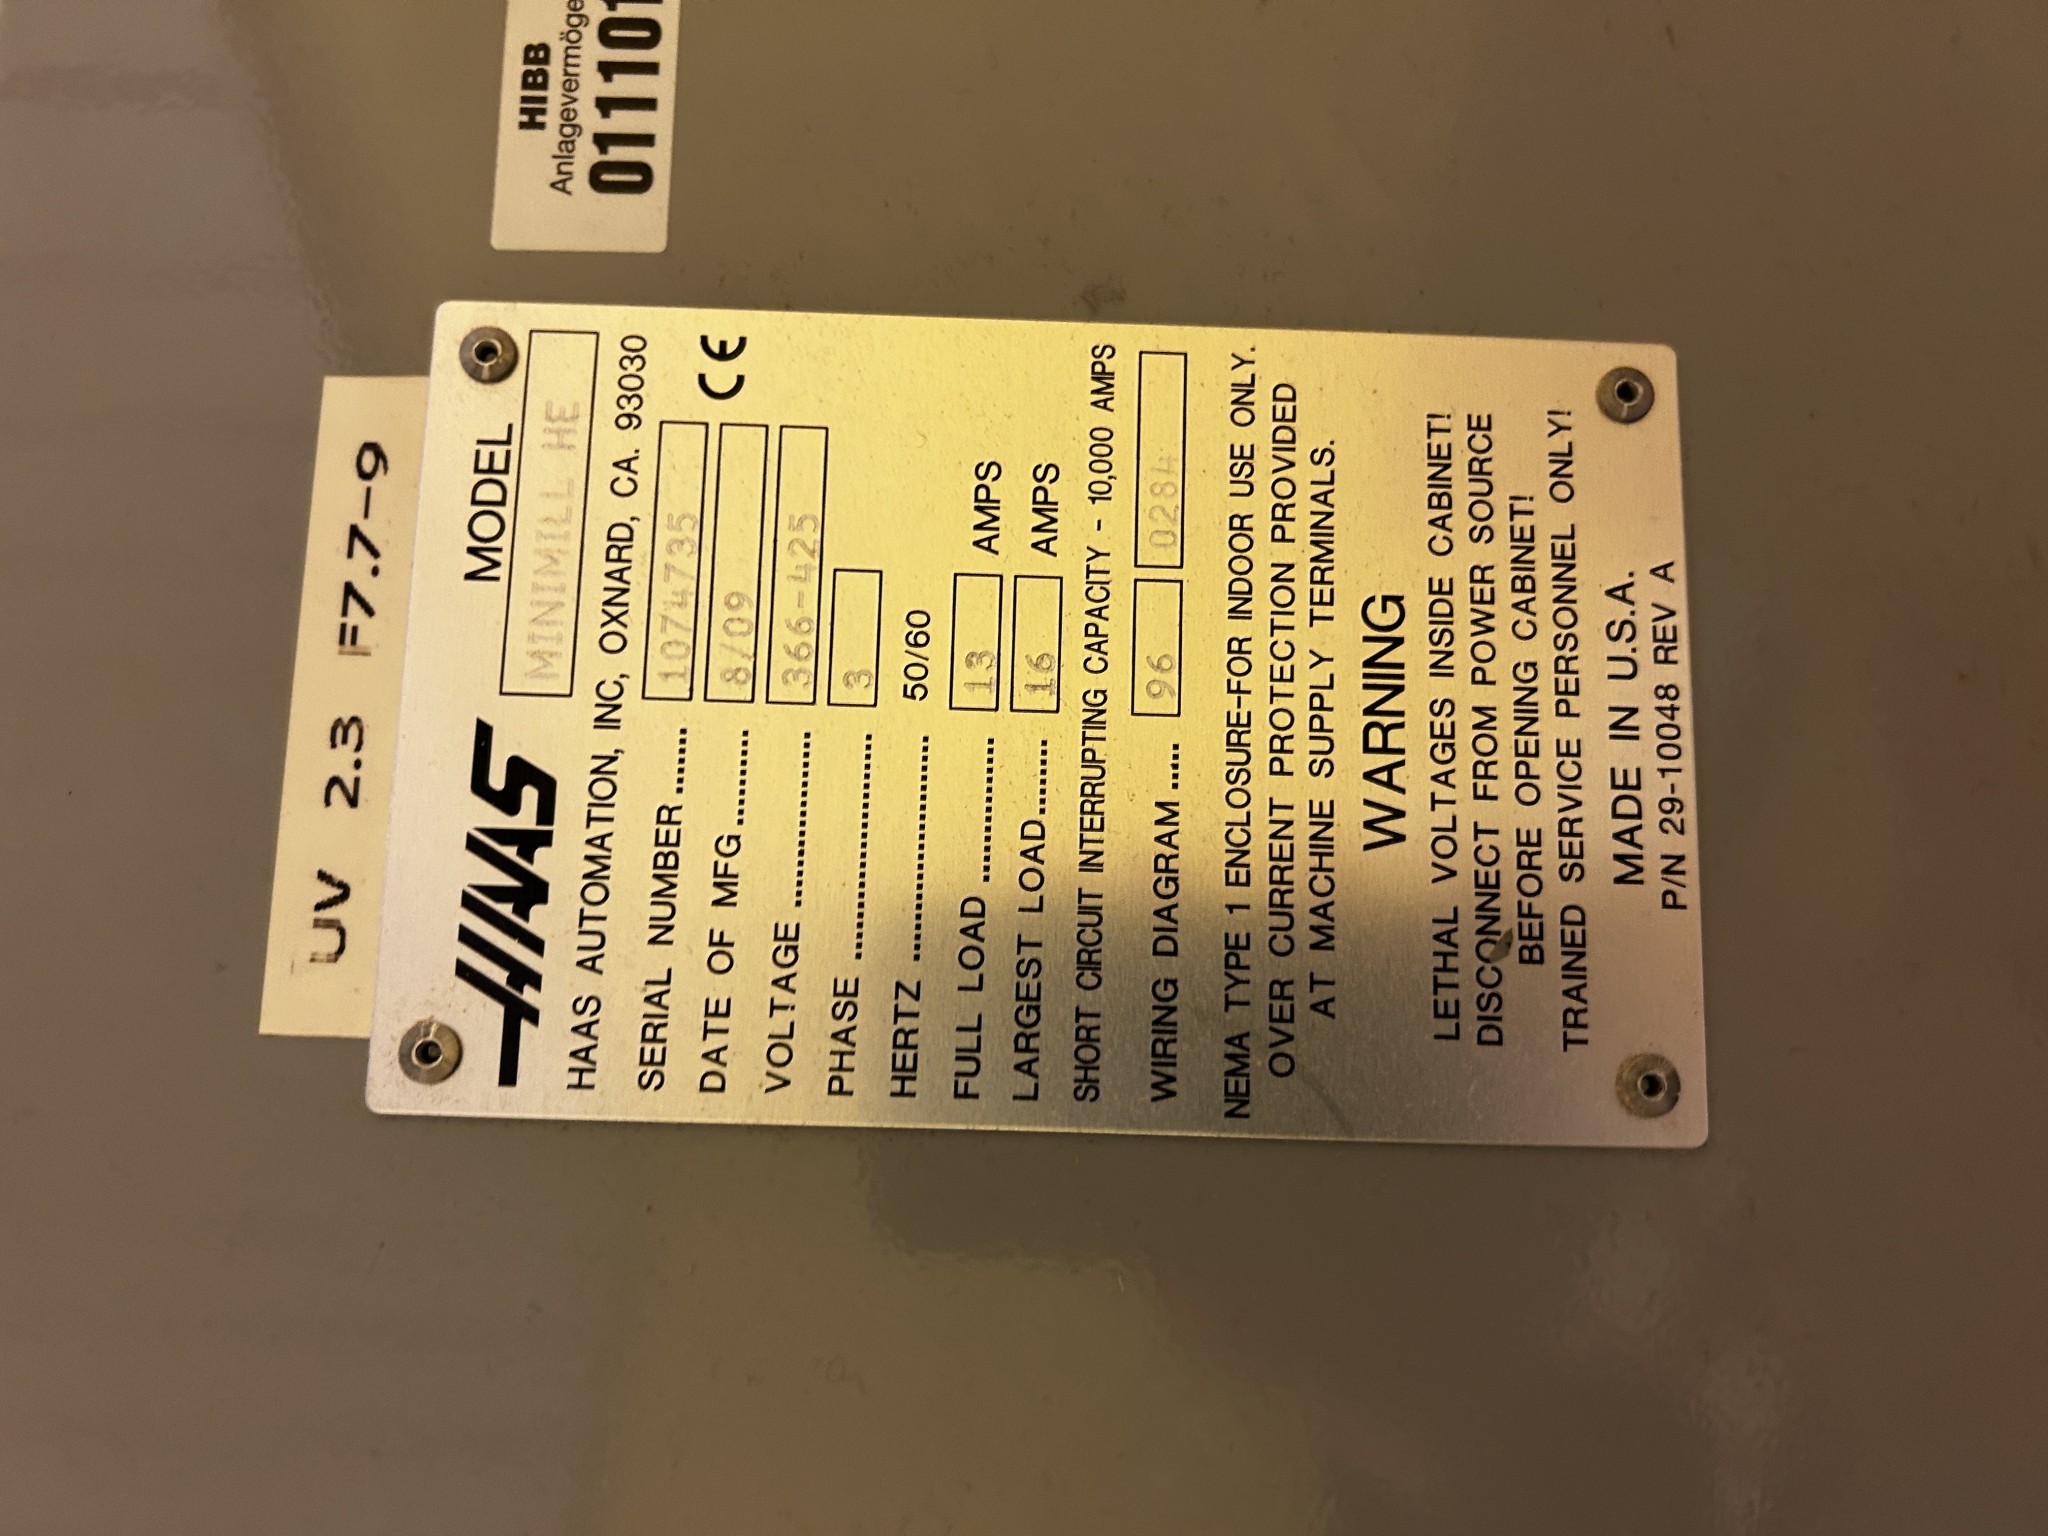 HIBB
Anlagevermöge
011101
UV 2.3 F7.7-9
HAAS
MODEL
MINIMILL HE
HAAS AUTOMATION, INC, OXNARD, CA. 93030
SERIAL NUMBER....... 1074735
DATE OF MFG.......... 8/09 CE
VOLTAGE .................. 366-425
PHASE ....................... 3
HERTZ ....................... 50/60
FULL LOAD ............... 13 AMPS
LARGEST LOAD........ 16 AMPS
SHORT CIRCUIT INTERRUPTING CAPACITY - 10,000 AMPS
WIRING DIAGRAM ..... 96 0284
NEMA TYPE 1 ENCLOSURE-FOR INDOOR USE ONLY.
OVER CURRENT PROTECTION PROVIDED
AT MACHINE SUPPLY TERMINALS.
WARNING
LETHAL VOLTAGES INSIDE CABINET!
DISCONNECT FROM POWER SOURCE
BEFORE OPENING CABINET!
TRAINED SERVICE PERSONNEL ONLY!
MADE IN U.S.A.
P/N 29-10048 REV A